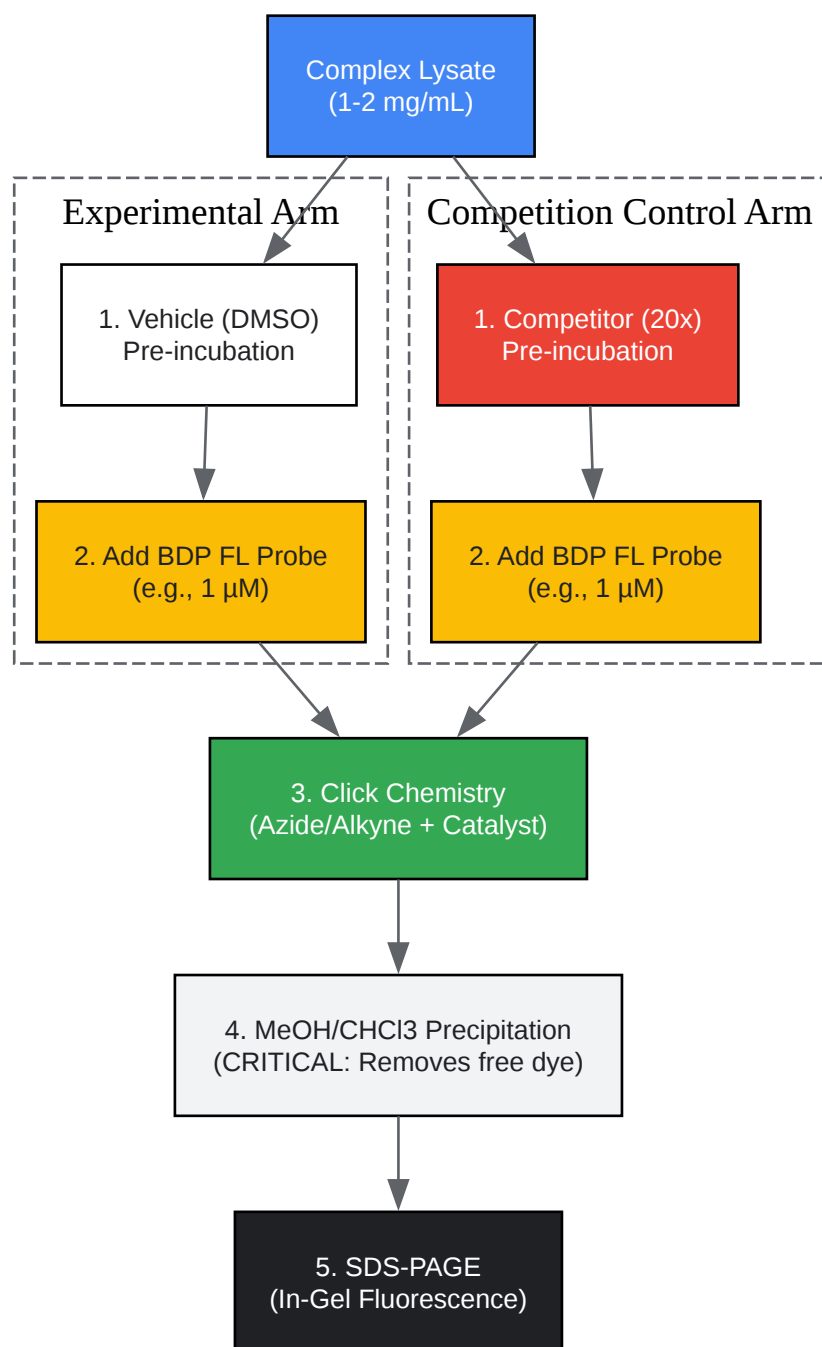 Complex Lysate
(1-2 mg/mL)
Experimental Arm
Competition Control Arm
1. Vehicle (DMSO)
Pre-incubation
1. Competitor (20x)
Pre-incubation
2. Add BDP FL Probe
(e.g., 1 µM)
2. Add BDP FL Probe
(e.g., 1 µM)
3. Click Chemistry
(Azide/Alkyne + Catalyst)
4. MeOH/CHCl3 Precipitation
(CRITICAL: Removes free dye)
5. SDS-PAGE
(In-Gel Fluorescence)